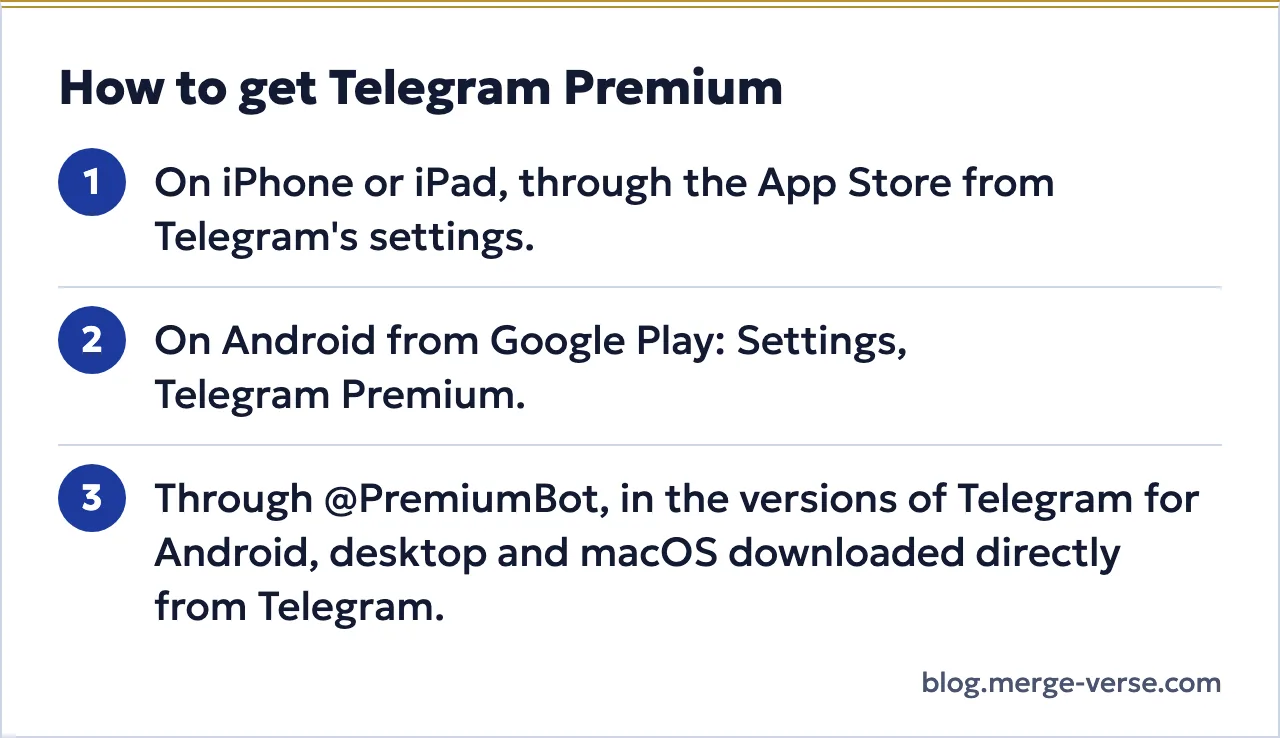 How to get Telegram Premium
1
On iPhone or iPad, through the App Store from
Telegram's settings.
2
On Android from Google Play: Settings,
Telegram Premium.
3
Through @PremiumBot, in the versions of Telegram for
Android, desktop and macOS downloaded directly
from Telegram.
blog.merge-verse.com